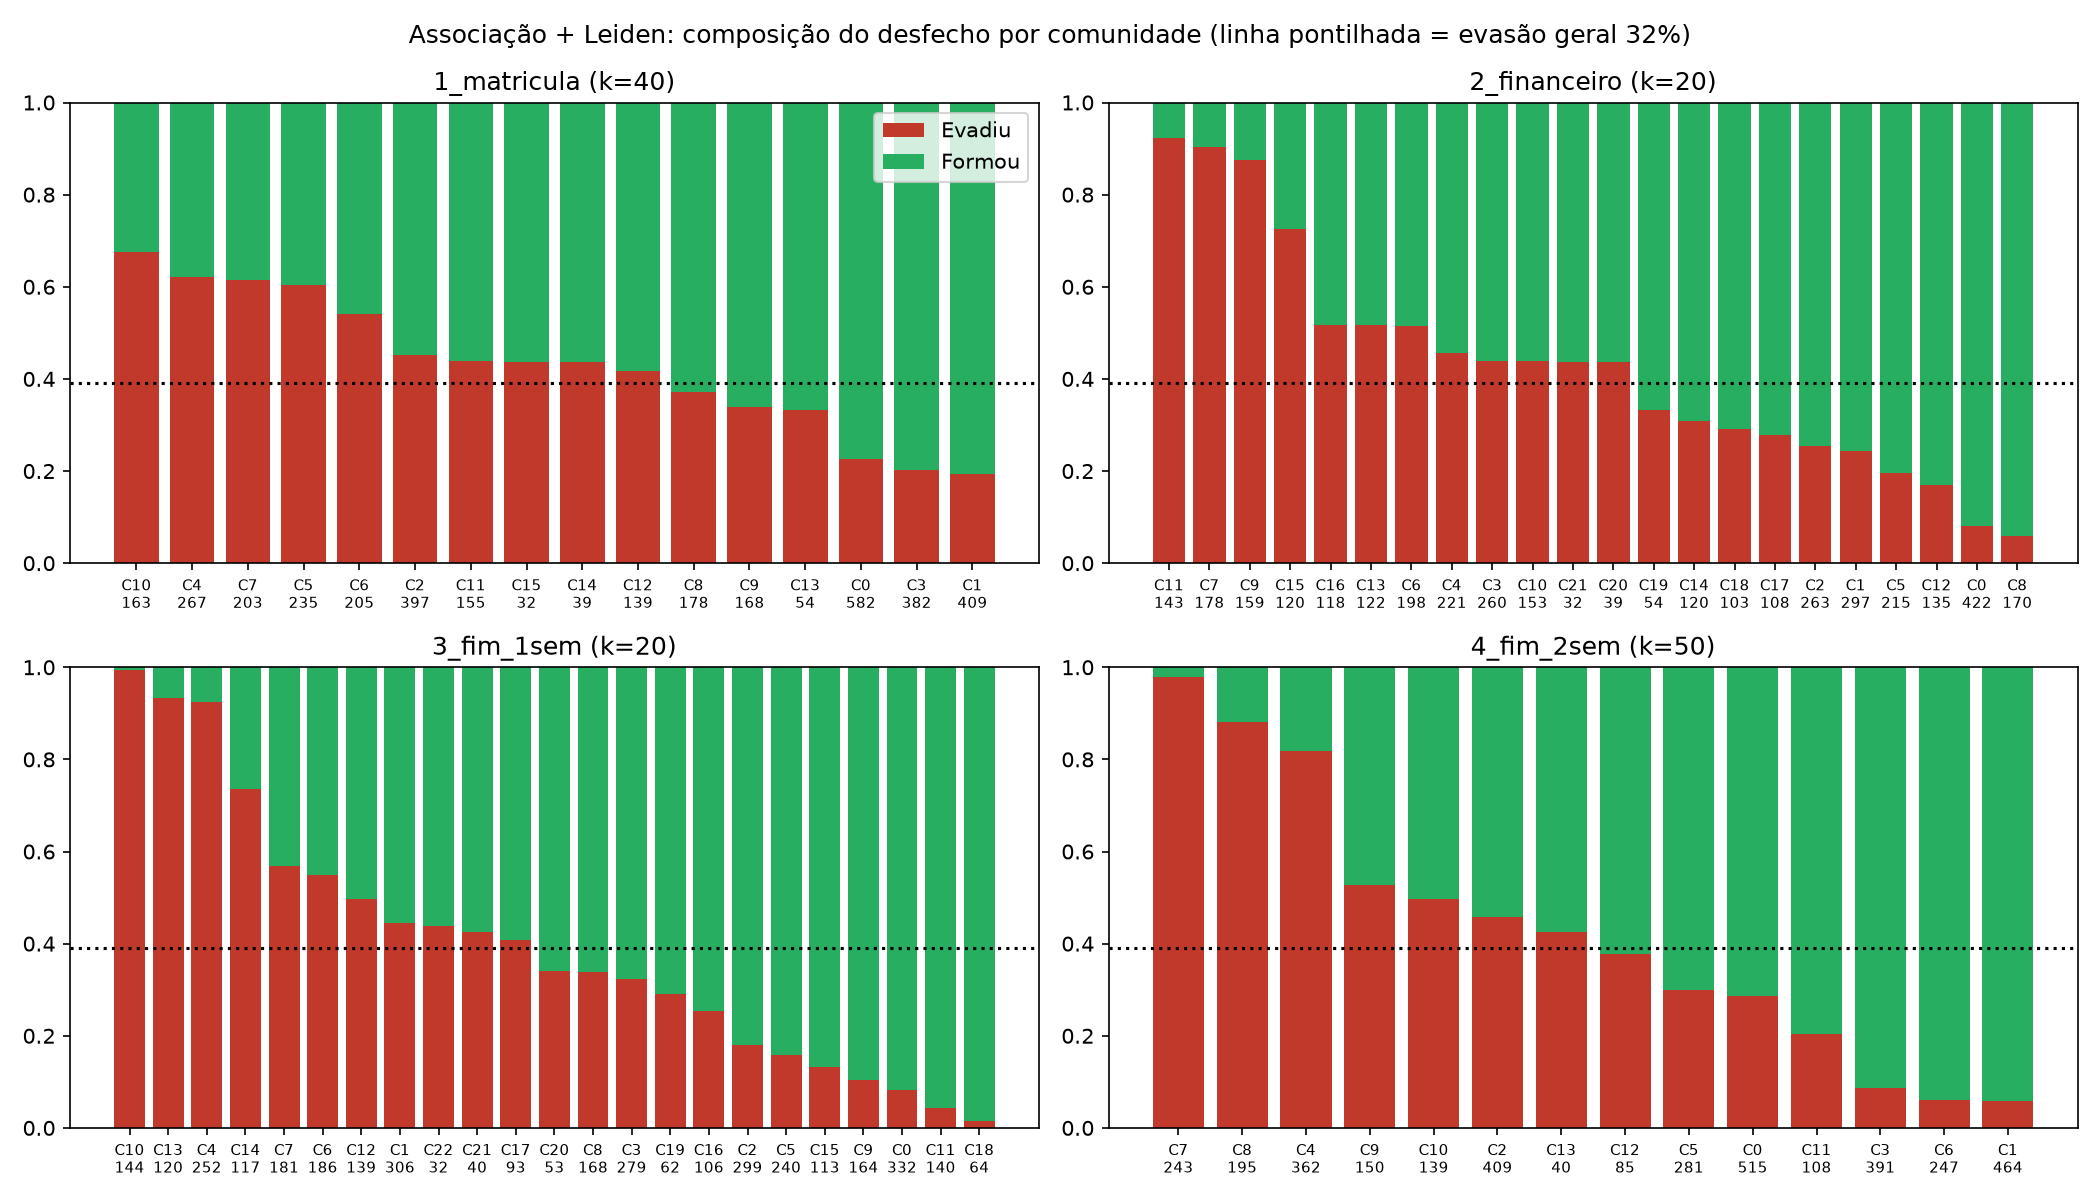 Associação + Leiden: composição do desfecho por comunidade (linha pontilhada = evasão geral 32%)
1_matricula (k=40)
1.0
0.8
0.6
0.4
0.2
0.0
Evadiu
Formou
C10 C4 C7 C5 C6 C2 C11 C15 C14 C12 C8 C9 C13 C0 C3 C1
163 267 203 235 205 397 155 32 39 139 178 168 54 582 382 409
2_financeiro (k=20)
1.0
0.8
0.6
0.4
0.2
0.0
C11 C7 C9 C15 C16 C13 C6 C4 C3 C10 C21 C20 C19 C14 C18 C17 C2 C1 C5 C12 C0 C8
143 178 159 120 118 122 198 221 260 153 32 39 54 120 103 108 263 297 215 135 422 170
3_fim_1sem (k=20)
1.0
0.8
0.6
0.4
0.2
0.0
C10 C13 C4 C14 C7 C6 C12 C1 C22 C21 C17 C20 C8 C3 C19 C16 C2 C5 C15 C9 C0 C11 C18
144 120 252 117 181 186 139 306 32 40 93 53 168 279 62 106 299 240 113 164 332 140 64
4_fim_2sem (k=50)
1.0
0.8
0.6
0.4
0.2
0.0
C7 C8 C4 C9 C10 C2 C13 C12 C5 C0 C11 C3 C6 C1
243 195 362 150 139 409 40 85 281 515 108 391 247 464